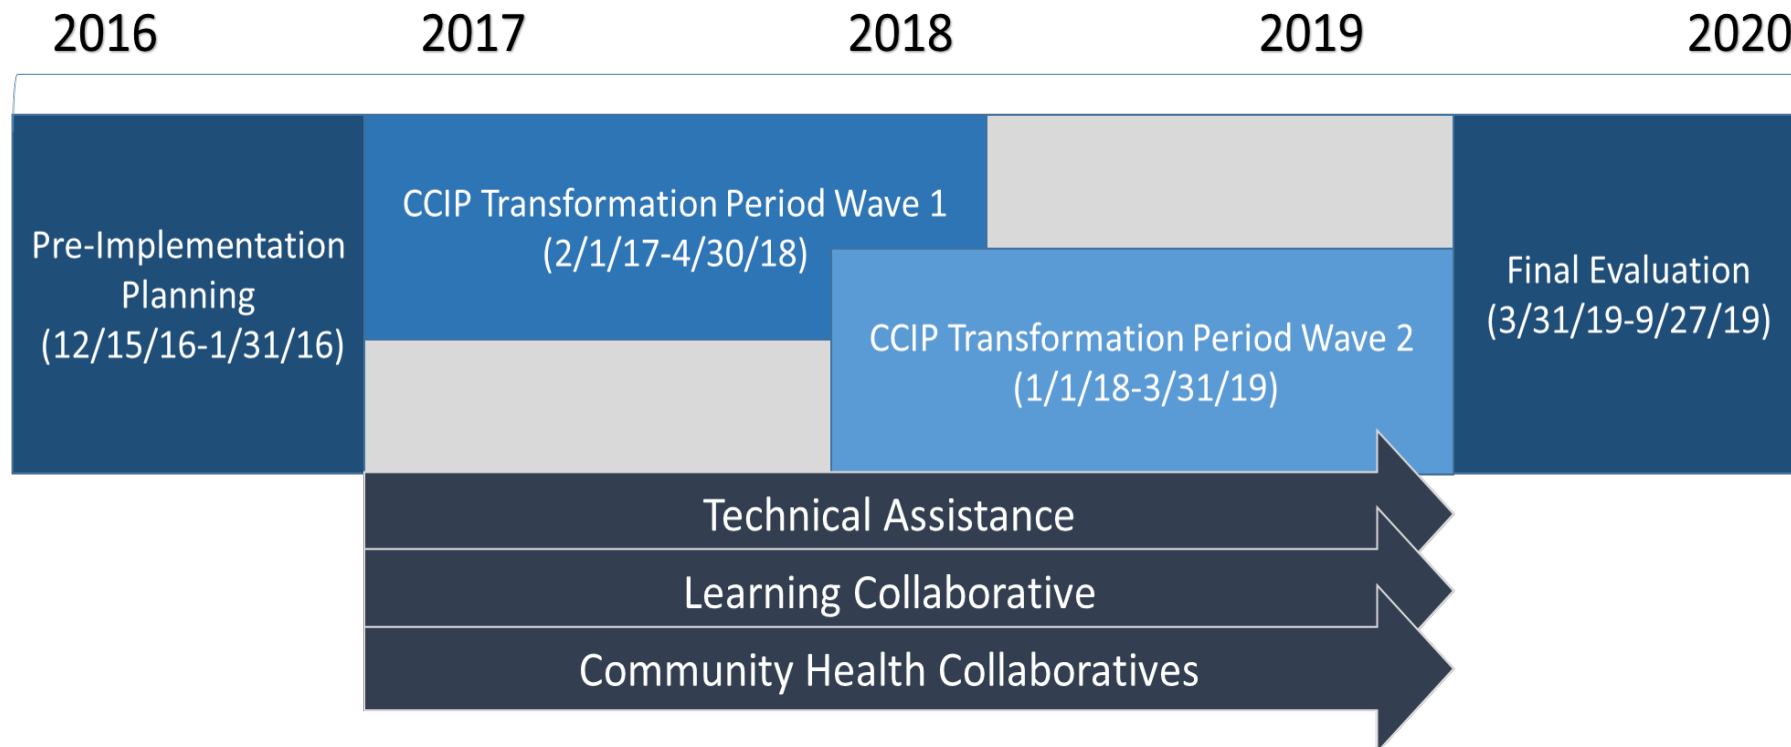 2016 2017 2018 2019 2020
Pre-Implementation
Planning
(12/15/16-1/31/16)
CCIP Transformation Period Wave 1
(2/1/17-4/30/18)
CCIP Transformation Period Wave 2
(1/1/18-3/31/19)
Final Evaluation
(3/31/19-9/27/19)
Technical Assistance
Learning Collaborative
Community Health Collaboratives